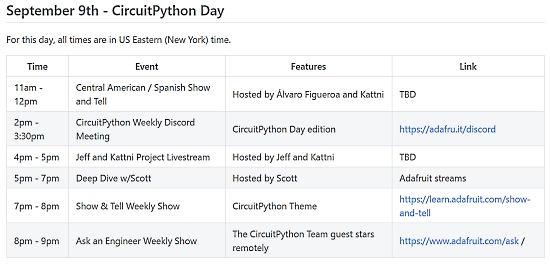 September 9th - CircuitPython Day
For this day, all times are in US Eastern (New York) time.
Time Event Features Link
11am -
12pm
Central American / Spanish Show
and Tell
Hosted by Álvaro Figueroa and Kattni
TBD
2pm -
3:30pm
CircuitPython Weekly Discord
Meeting
CircuitPython Day edition
https://adafru.it/discord
4pm - 5pm Jeff and Kattni Project Livestream Hosted by Jeff and Kattni TBD
5pm - 7pm Deep Dive w/Scott Hosted by Scott Adafruit streams
7pm - 8pm Show & Tell Weekly Show CircuitPython Theme
https://learn.adafruit.com/show-
and-tell
8pm - 9pm Ask an Engineer Weekly Show
The CircuitPython Team guest stars
remotely
https://www.adafruit.com/ask /